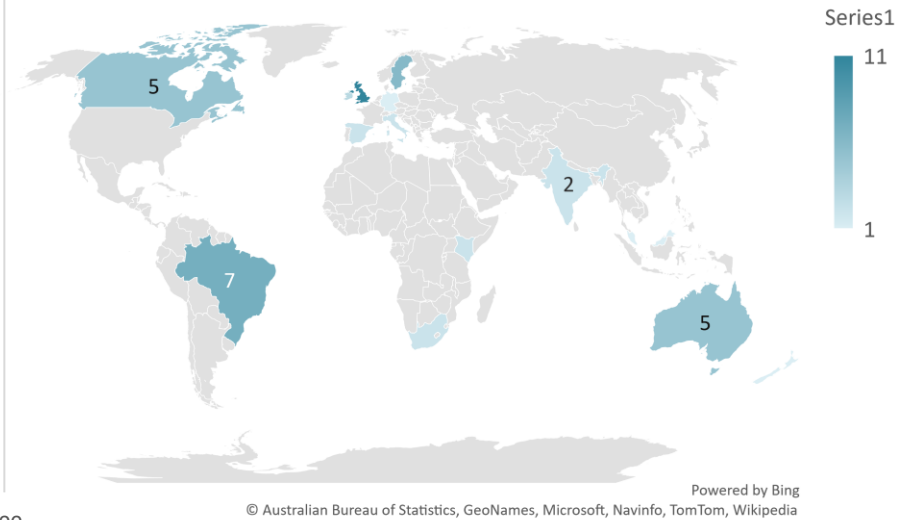 Series1
11
1
5
2
7
5
Powered by Bing
© Australian Bureau of Statistics, GeoNames, Microsoft, Navinfo, TomTom, Wikipedia